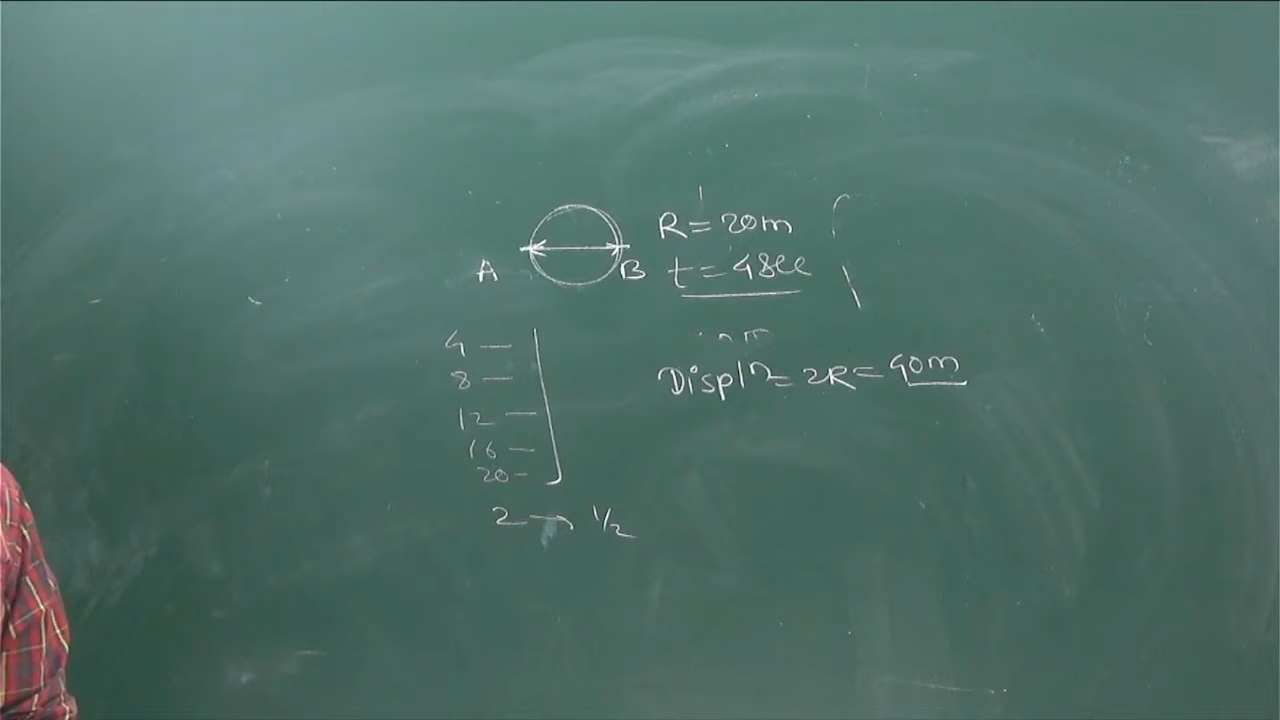 R = 20m
A
B
t = 4sec
4 —
8 —
12 —
16 —
20 -
Displn = 2R = 40m
2 → 1/2